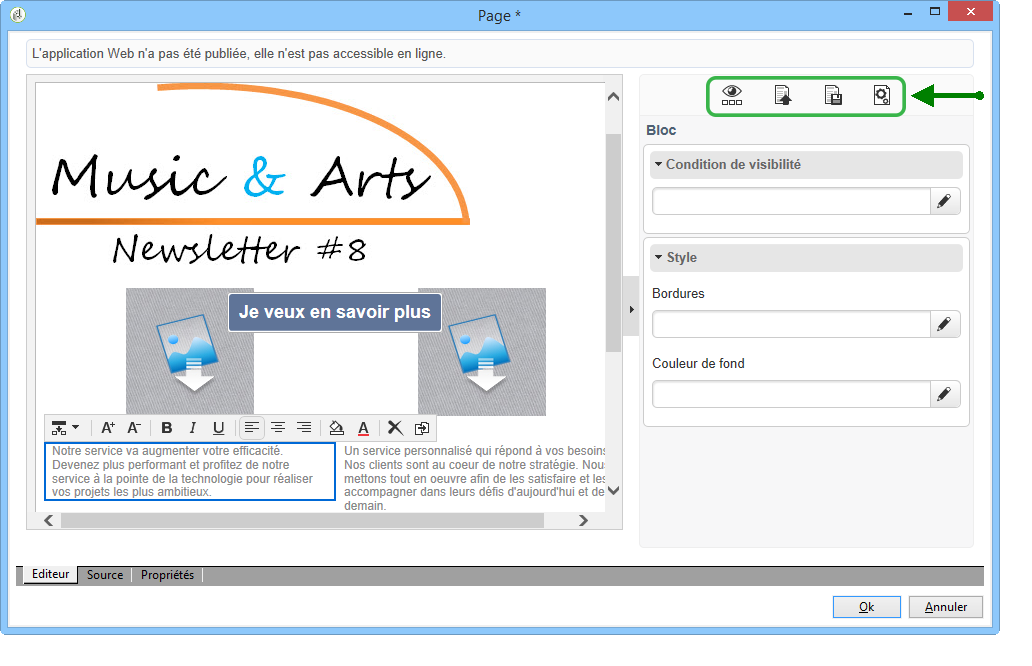 Page *
L'application Web n'a pas été publiée, elle n'est pas accessible en ligne.
Music & Arts
Newsletter #8
Je veux en savoir plus
A+ A- B I U A
Notre service va augmenter votre efficacité.
Devenez plus performant et profitez de notre
service à la pointe de la technologie pour réaliser
vos projets les plus ambitieux.
Un service personnalisé qui répond à vos besoins
Nos clients sont au coeur de notre stratégie. Nou
mettons tout en oeuvre afin de les satisfaire et les
accompagner dans leurs défis d'aujourd'hui et de
demain.
Bloc
Condition de visibilité
Style
Bordures
Couleur de fond
Editeur Source Propriétés
Ok Annuler